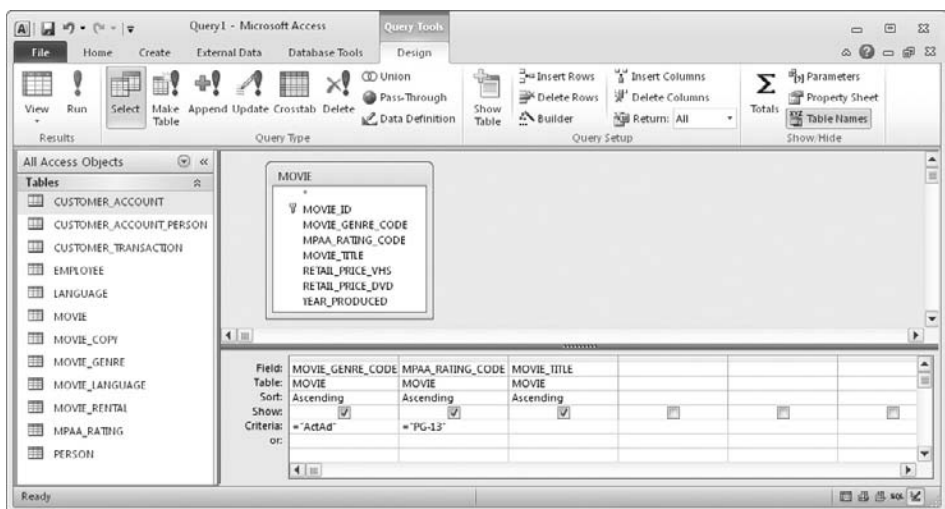 Query1 - Microsoft Access
Query Tools
File Home Create External Data Database Tools Design
View Run Select Make Table Append Update Crosstab Delete
Union
Pass-Through
Data Definition
Show Table
Insert Rows
Delete Rows
Builder
Insert Columns
Delete Columns
Return: All
Totals
Parameters
Property Sheet
Table Names
Results Query Type Query Setup Show/Hide
All Access Objects
Tables
CUSTOMER_ACCOUNT
CUSTOMER_ACCOUNT_PERSON
CUSTOMER_TRANSACTION
EMPLOYEE
LANGUAGE
MOVIE
MOVIE_COPY
MOVIE_GENRE
MOVIE_LANGUAGE
MOVIE_RENTAL
MPAA_RATING
PERSON
MOVIE
*
MOVIE_ID
MOVIE_GENRE_CODE
MPAA_RATING_CODE
MOVIE_TITLE
RETAIL_PRICE_VHS
RETAIL_PRICE_DVD
YEAR_PRODUCED
Field: MOVIE_GENRE_CODE MPAA_RATING_CODE MOVIE_TITLE
Table: MOVIE MOVIE MOVIE
Sort: Ascending Ascending Ascending
Show:
Criteria: ="ActAd" ="PG-13"
or:
Ready
SQL